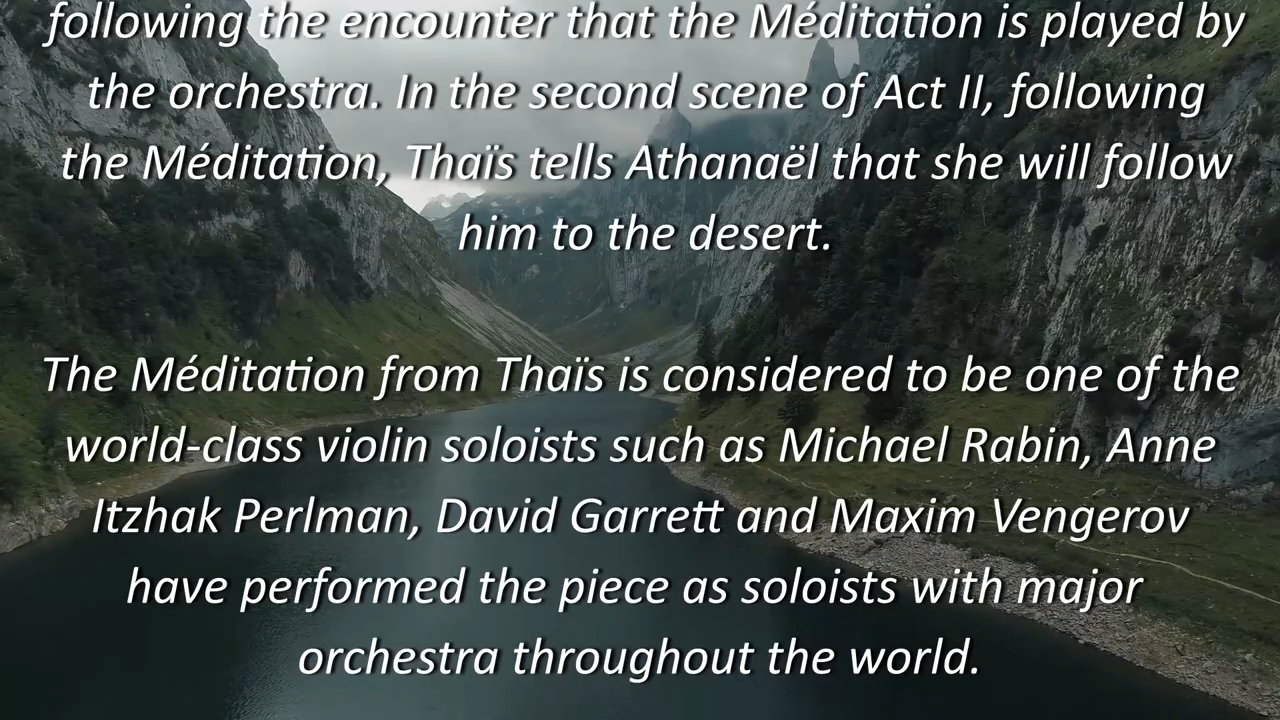 following the encounter that the Méditation is played by
the orchestra. In the second scene of Act II, following
the Méditation, Thaïs tells Athanaël that she will follow
him to the desert.
The Méditation from Thaïs is considered to be one of the
world-class violin soloists such as Michael Rabin, Anne
Itzhak Perlman, David Garrett and Maxim Vengerov
have performed the piece as soloists with major
orchestra throughout the world.